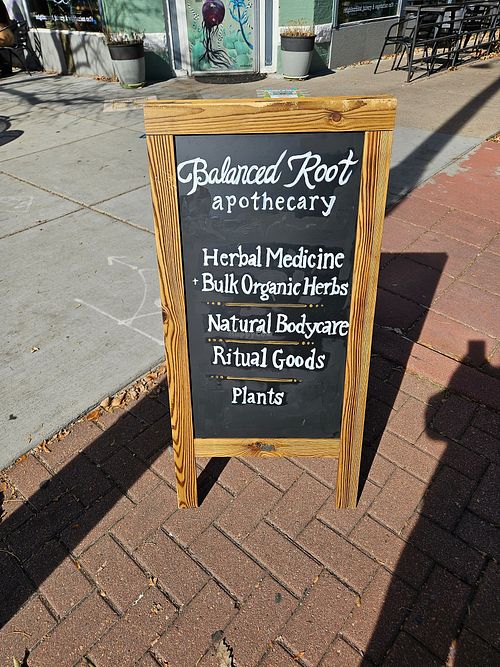 Balanced Root
apothecary
Herbal Medicine
+ Bulk Organic Herbs
Natural Bodycare
Ritual Goods
Plants